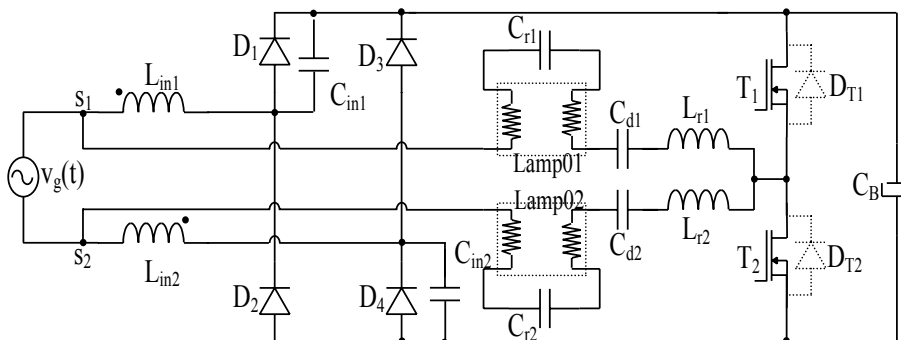 D1
Cin1
D3
Cr1
T1
DT1
Lin1
s1
Cd1
Lr1
Lamp01
vg(t)
CB
Lamp02
s2
Lin2
Cin2
Cd2
Lr2
T2
DT2
D2
D4
Cr2